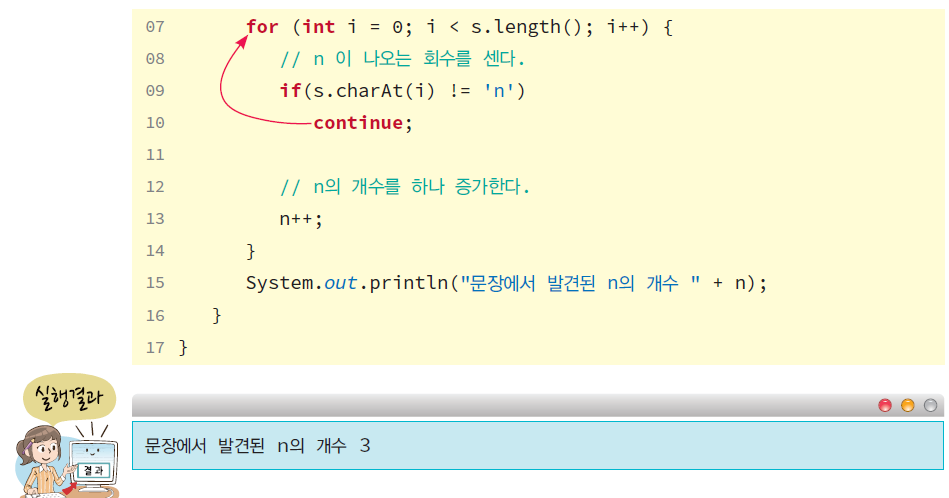 07 for (int i = 0; i < s.length(); i++) {
08 // n 이 나오는 회수를 센다.
09 if(s.charAt(i) != 'n')
10 continue;
11
12 // n의 개수를 하나 증가한다.
13 n++;
14 }
15 System.out.println("문장에서 발견된 n의 개수 " + n);
16 }
17 }
실행결과
결과
문장에서 발견된 n의 개수 3